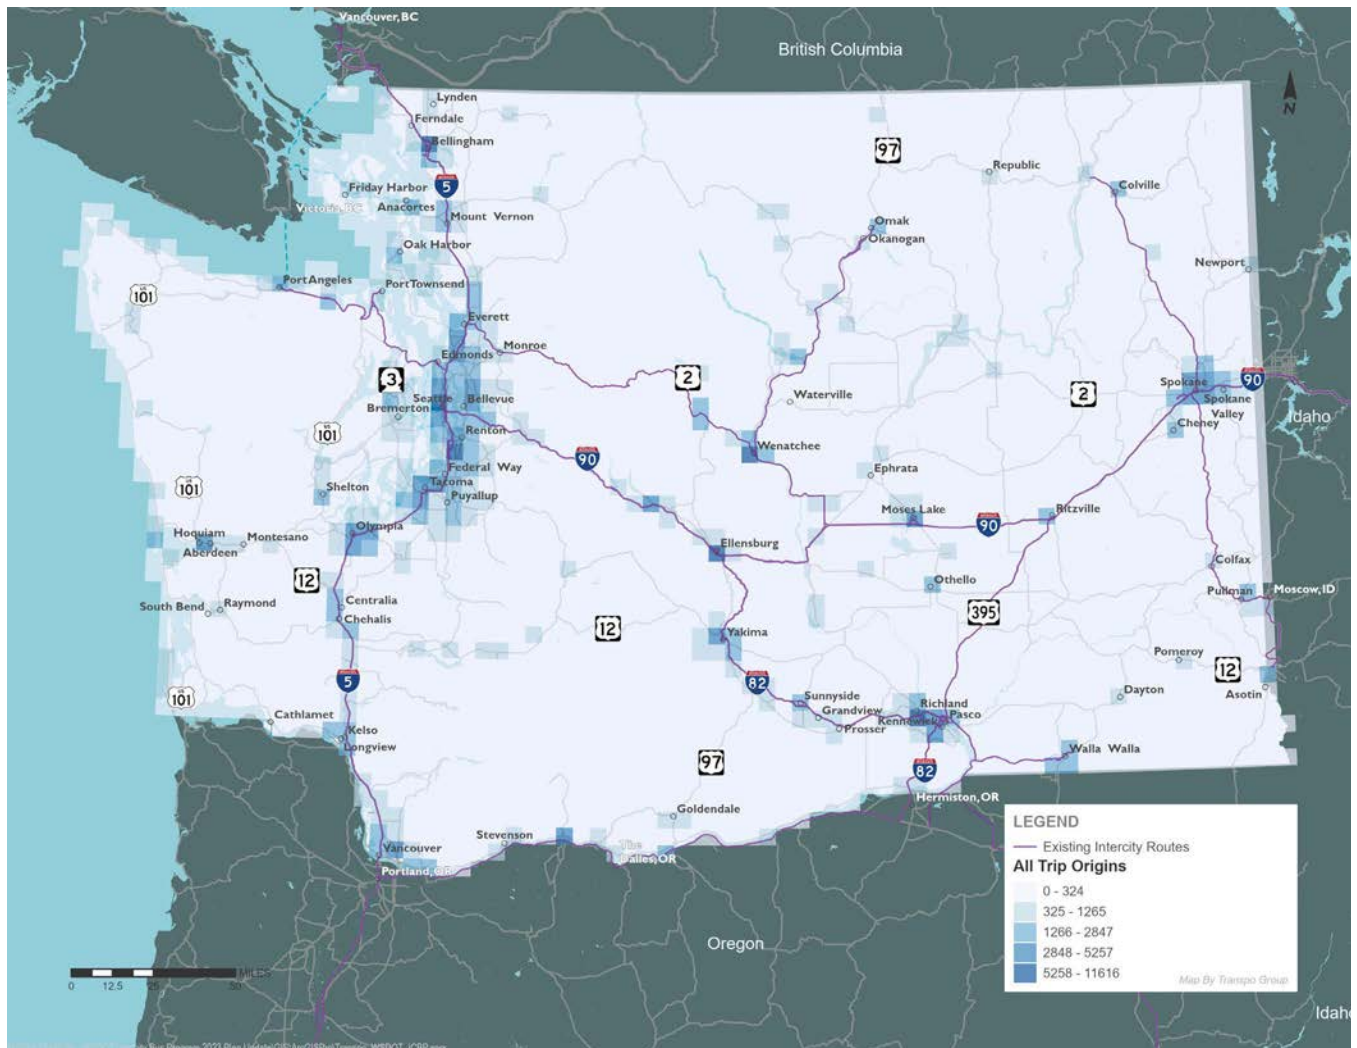 Vancouver, BC
British Columbia
N
Lynden
Ferndale
Bellingham
97
Republic
5
Colville
Friday Harbor
Victoria, BC
Anacortes
Mount Vernon
Omak
Okanogan
Oak Harbor
Newport
Port Angeles
Port Townsend
US
101
Everett
Edmonds
Monroe
3
2
2
90
Seattle
Bellevue
Bremerton
Waterville
Spokane
Spokane
Valley
Idaho
US
101
Renton
Cheney
Wenatchee
90
Federal Way
Ephrata
US
101
Shelton
Tacoma
Puyallup
Moses Lake
90
Ritzville
Olympia
Hoquiam
Aberdeen
Montesano
Ellensburg
Colfax
12
Othello
Pullman
Moscow, ID
Centralia
South Bend
Raymond
Chehalis
12
395
Yakima
Pomeroy
12
5
82
US
101
Sunnyside
Richland
Dayton
Asotin
Grandview
Pasco
Kennewick
Prosser
Cathlamet
Kelso
Longview
Walla Walla
97
82
Hermiston, OR
Goldendale
Stevenson
Vancouver
The
Dalles, OR
Portland, OR
LEGEND
Existing Intercity Routes
All Trip Origins
0 - 324
325 - 1265
1266 - 2847
2848 - 5257
5258 - 11616
Map By Transpo Group
Oregon
MILES
0 12.5 25 50
Idaho